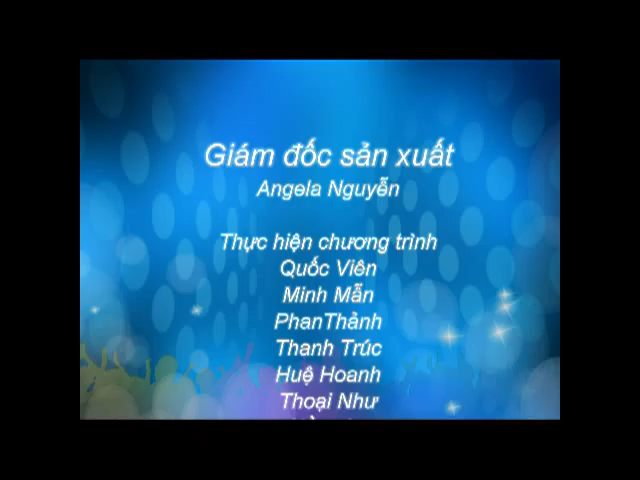 Giám đốc sản xuất
Angela Nguyễn
Thực hiện chương trình
Quốc Viên
Minh Mẫn
PhanThảnh
Thanh Trúc
Huệ Hoanh
Thoại Như